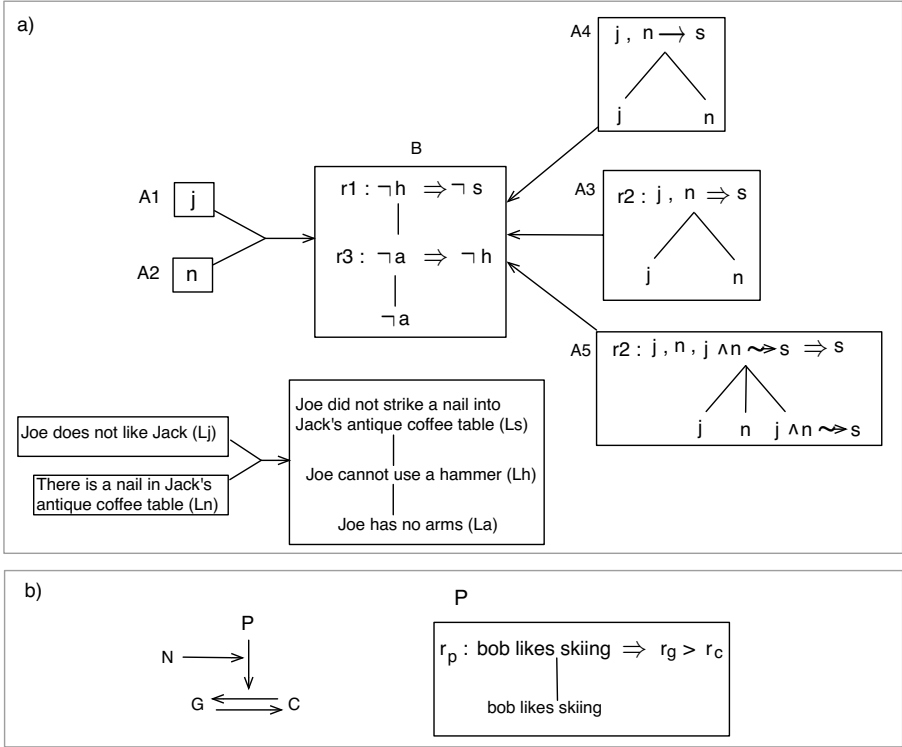 a)
A4
j , n ⟶ s
j n
B
A1 j
A2 n
r1 : ¬ h ⇒ ¬ s
r3 : ¬ a ⇒ ¬ h
¬ a
A3
r2 : j , n ⇒ s
j n
A5
r2 : j , n , j ∧ n ⤳ s ⇒ s
j n j ∧ n ⤳ s
Joe does not like Jack (Lj)
There is a nail in Jack's
antique coffee table (Ln)
Joe did not strike a nail into
Jack's antique coffee table (Ls)
Joe cannot use a hammer (Lh)
Joe has no arms (La)
b)
P
N
G C
P
r_p : bob likes skiing ⇒ r_g > r_c
bob likes skiing